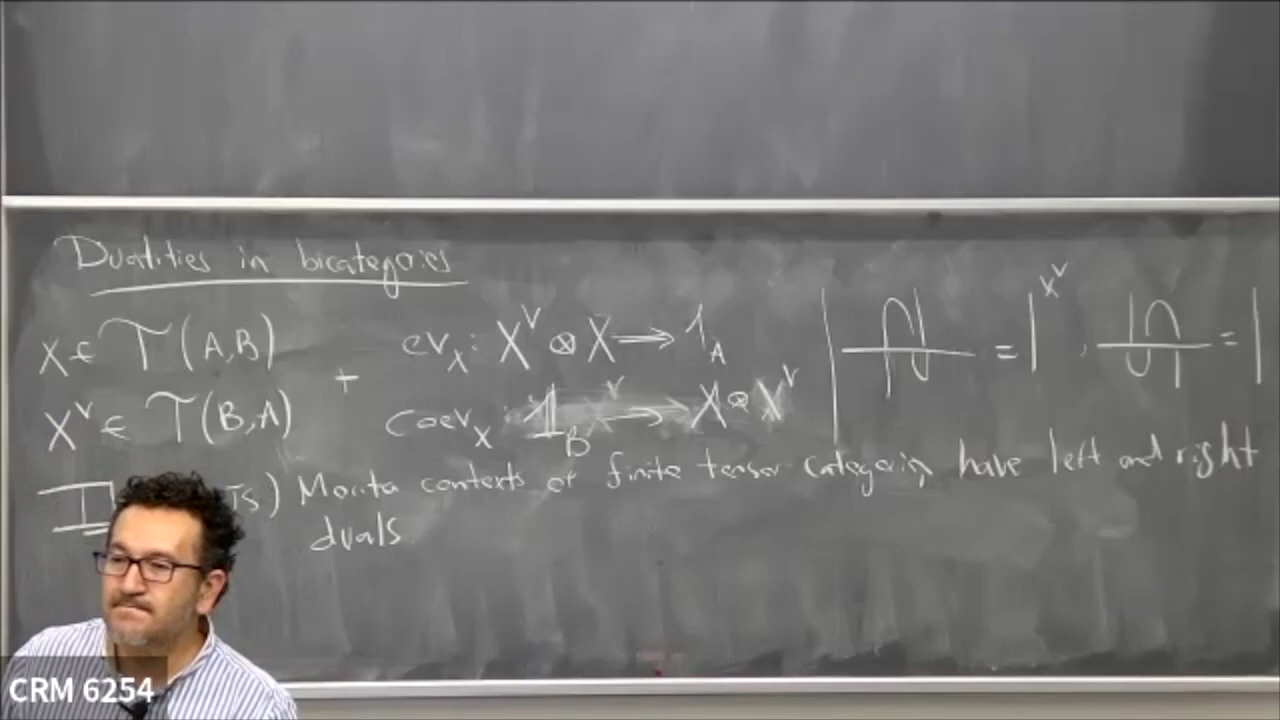 Dualities in bicategories
X ∈ T(A,B) + ev_X : X^∨ ⊗ X → 1_A
X^∨ ∈ T(B,A) coev_X : 1_B → X ⊗ X^∨
= | X^∨ , = |
Ts) Morita contexts of finite tensor categories have left and right
duals
CRM 6254